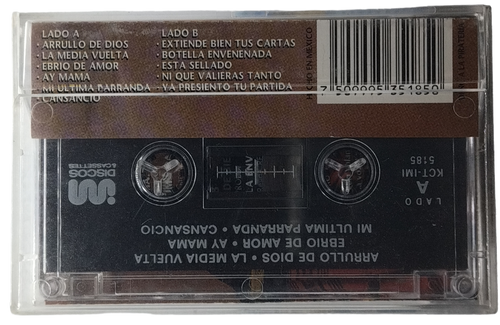 LADO A
· ARRULLO DE DIOS
· LA MEDIA VUELTA
· EBRIO DE AMOR
· AY MAMA
· MI ULTIMA PARRANDA
· CANSANCIO
LADO B
· EXTIENDE BIEN TUS CARTAS
· BOTELLA ENVENENADA
· ESTA SELLADO
· NI QUE VALIERAS TANTO
· YA PRESIENTO TU PARTIDA
HECHO EN MEXICO
7 509995 351850
LADO
A
KCT-IMI
5185
DISCOS
& CASSETTES
ARRULLO DE DIOS • LA MEDIA VUELTA
EBRIO DE AMOR • AY MAMA
MI ULTIMA PARRANDA • CANSANCIO